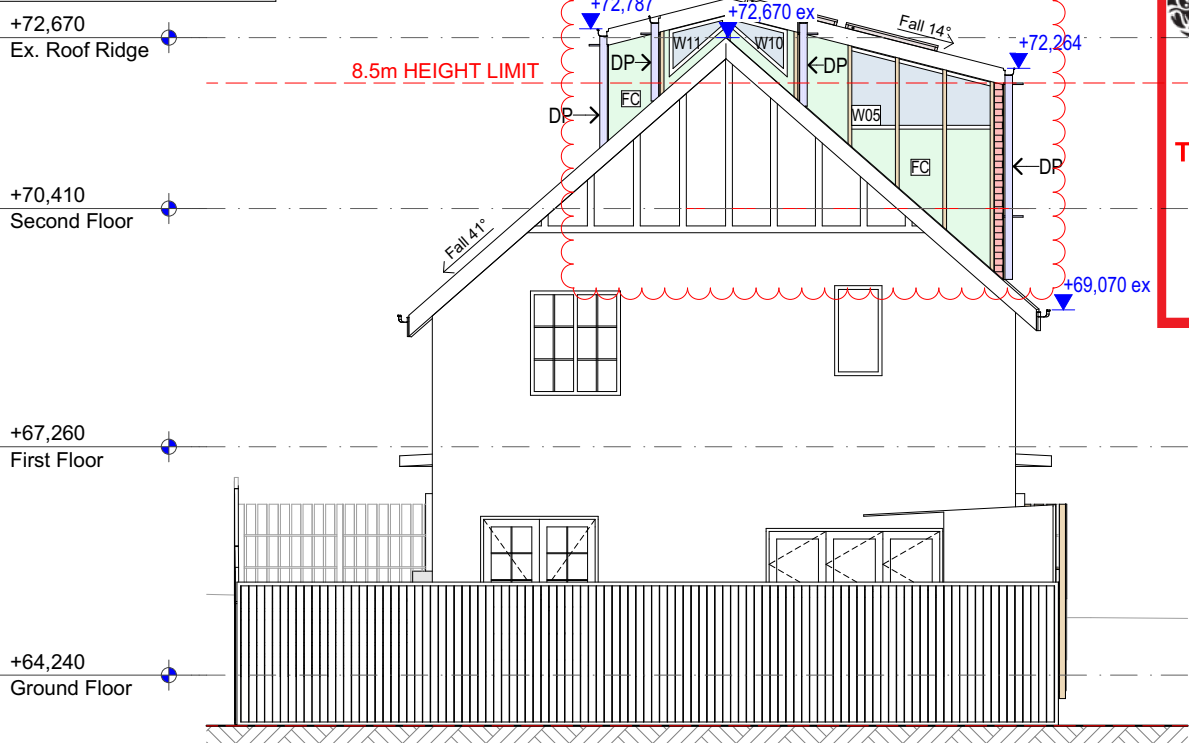 +72,787
+72,670 ex
+72,670
Ex. Roof Ridge
Fall 14°
W11
W10
+72,264
DP
DP
8.5m HEIGHT LIMIT
FC
DP
W05
T
FC
DP
+70,410
Second Floor
Fall 41°
+69,070 ex
+67,260
First Floor
+64,240
Ground Floor